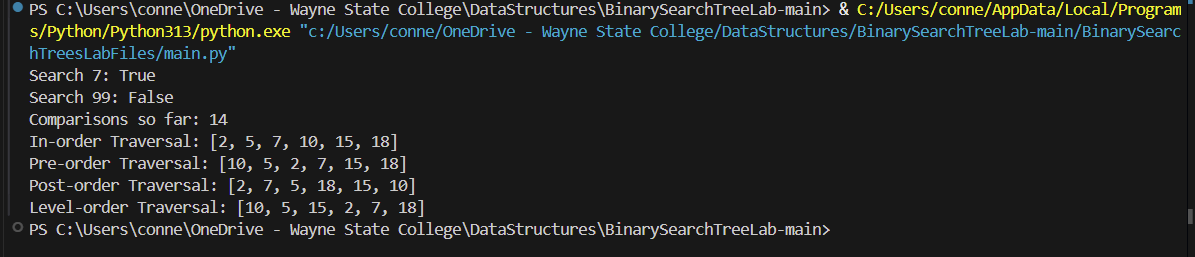 PS C:\Users\conne\OneDrive - Wayne State College\DataStructures\BinarySearchTreeLab-main> & C:/Users/conne/AppData/Local/Program
s/Python/Python313/python.exe "c:/Users/conne/OneDrive - Wayne State College/DataStructures/BinarySearchTreeLab-main/BinarySearc
hTreesLabFiles/main.py"
Search 7: True
Search 99: False
Comparisons so far: 14
In-order Traversal: [2, 5, 7, 10, 15, 18]
Pre-order Traversal: [10, 5, 2, 7, 15, 18]
Post-order Traversal: [2, 7, 5, 18, 15, 10]
Level-order Traversal: [10, 5, 15, 2, 7, 18]
PS C:\Users\conne\OneDrive - Wayne State College\DataStructures\BinarySearchTreeLab-main>